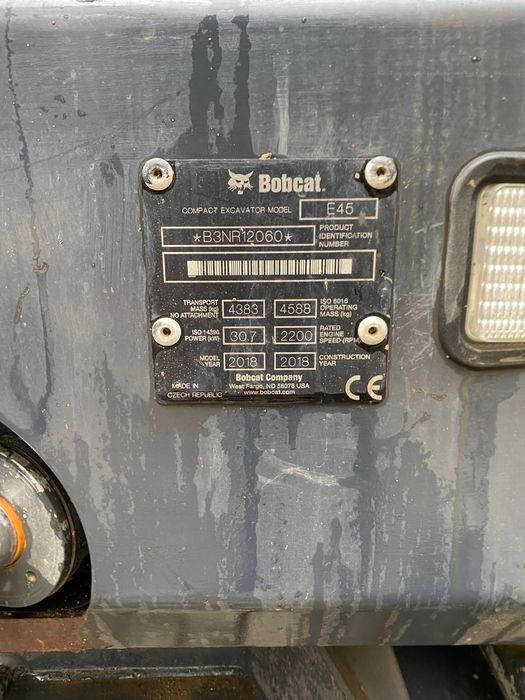 Bobcat.
COMPACT EXCAVATOR MODEL E45
*B3NR12060* PRODUCT IDENTIFICATION NUMBER
TRANSPORT MASS (kg) NO ATTACHMENT 4383 4588 ISO 6016 OPERATING MASS (kg)
ISO 14396 POWER (kW) 30.7 2200 RATED ENGINE SPEED (RPM)
MODEL YEAR 2018 2018 CONSTRUCTION YEAR
Bobcat Company
MADE IN CZECH REPUBLIC West Fargo, ND 58078 USA
www.bobcat.com
CE